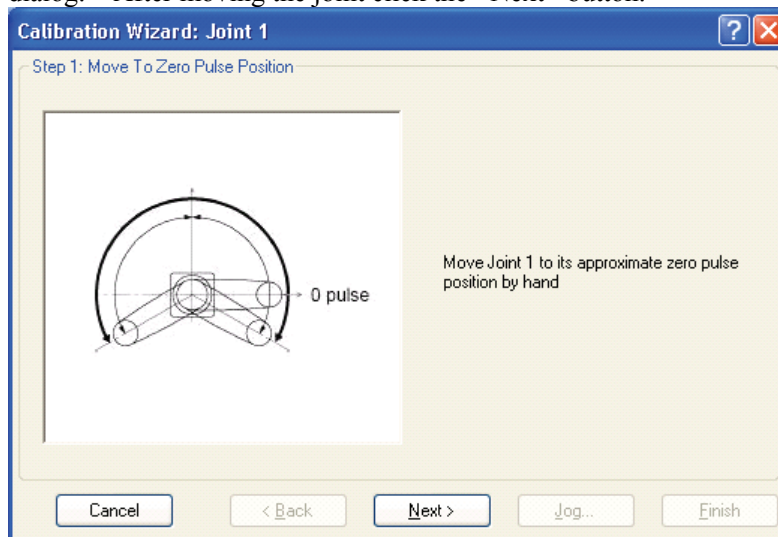 dialog. After moving the joint click the "Next" button.
Calibration Wizard: Joint 1
Step 1: Move To Zero Pulse Position
0 pulse
Move Joint 1 to its approximate zero pulse
position by hand
Cancel
< Back
Next >
Jog...
Finish